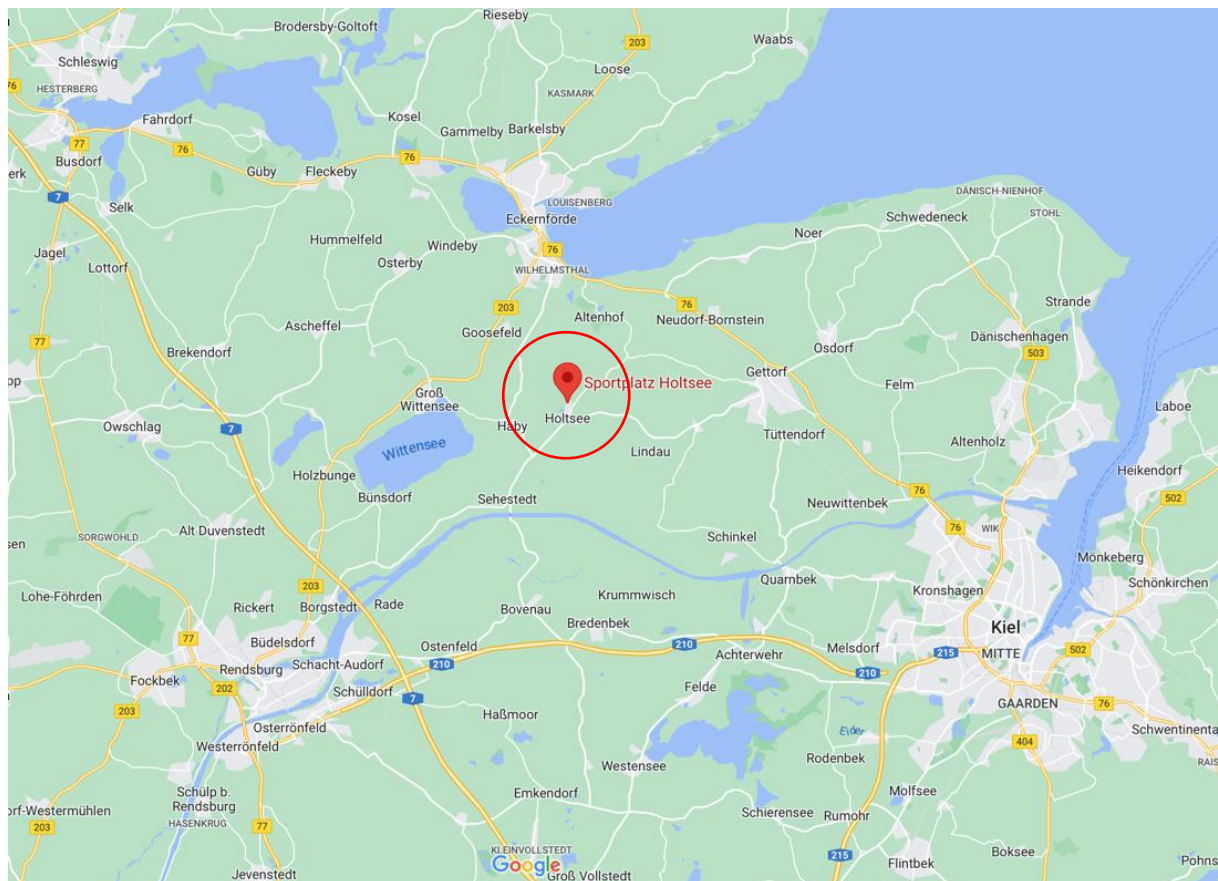 Rieseby
Brodersby-Goltoft
203
Waabs
Schleswig
Loose
76
HESTERBERG
KASMARK
Fahrdorf
Kosel
Gammelby
Barkelsby
77
76
76
Busdorf
Güby
Fleckeby
erk
7
Selk
LOUISENBERG
DÄNISCH-NIENHOF
Eckernförde
Schwedeneck
STOHL
Noer
Hummelfeld
Windeby
76
Jagel
Osterby
Lottorf
WILHELMSTHAL
203
76
Strande
Altenhof
Neudorf-Bornstein
Ascheffel
Goosefeld
Dänischenhagen
77
Osdorf
Brekendorf
503
Gettorf
op
Sportplatz Holtsee
Felm
Groß
Wittensee
Laboe
Holtsee
Owschlag
7
Haby
Tüttendorf
Altenholz
Wittensee
Lindau
Heikendorf
Holzbunge
Bünsdorf
Sehestedt
76
502
Neuwittenbek
Alt Duvenstedt
76
WIK
SORGWOHLD
Schinkel
sen
Mönkeberg
Quarnbek
Schönkirchen
203
Kronshagen
Lohe-Föhrden
Krummwisch
Rickert
Borgstedt
Rade
Bovenau
Bredenbek
Kiel
77
Büdelsdorf
Ostenfeld
210
Melsdorf
215
MITTE
502
Rendsburg
Schacht-Audorf
210
Achterwehr
210
Fockbek
202
Schülldorf
7
Felde
GAARDEN
76
203
Haßmoor
Osterrönfeld
Eider
Schwentinenta
Westerrönfeld
404
Rodenbek
RAIS
Westensee
Schülp b.
Rendsburg
Emkendorf
Molfsee
orf-Westermühlen
Schierensee
Rumohr
HASENKRUG
203
77
KLEINVOLLSTEDT
215
Boksee
Google
Flintbek
Pohns
Jevenstedt
Groß Vollstedt